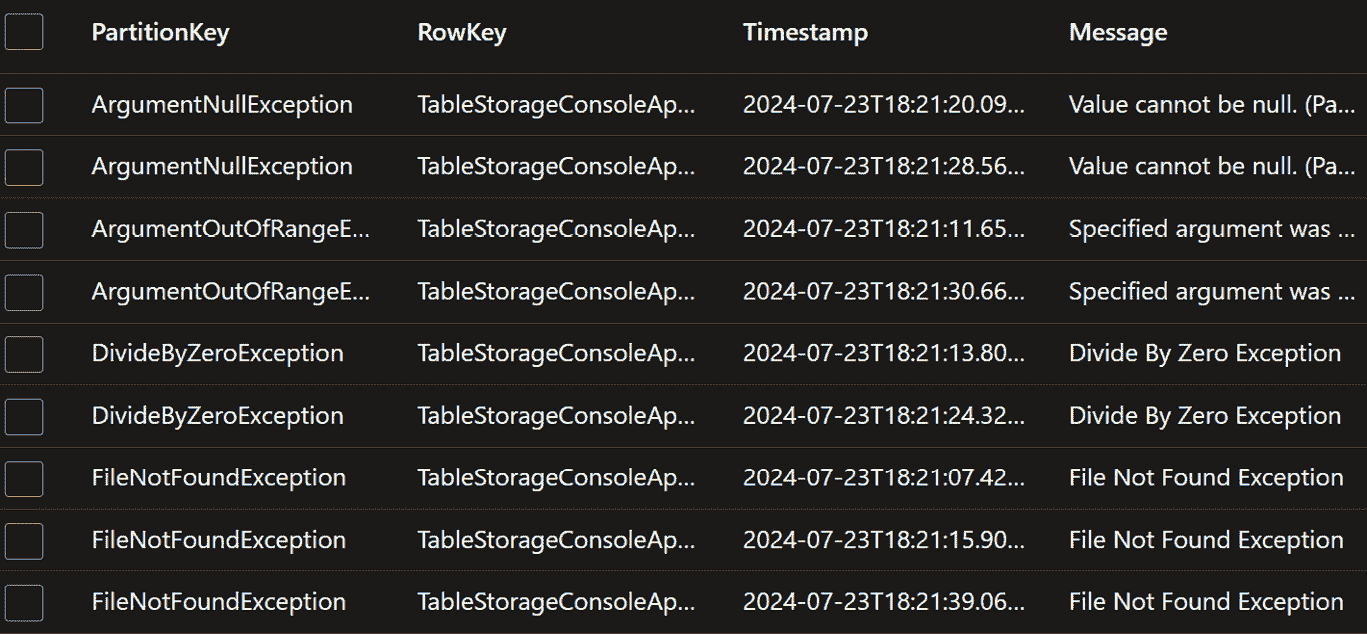 PartitionKey RowKey Timestamp Message
ArgumentNullException TableStorageConsoleAp... 2024-07-23T18:21:20.09... Value cannot be null. (Pa...
ArgumentNullException TableStorageConsoleAp... 2024-07-23T18:21:28.56... Value cannot be null. (Pa...
ArgumentOutOfRangeE... TableStorageConsoleAp... 2024-07-23T18:21:11.65... Specified argument was ...
ArgumentOutOfRangeE... TableStorageConsoleAp... 2024-07-23T18:21:30.66... Specified argument was ...
DivideByZeroException TableStorageConsoleAp... 2024-07-23T18:21:13.80... Divide By Zero Exception
DivideByZeroException TableStorageConsoleAp... 2024-07-23T18:21:24.32... Divide By Zero Exception
FileNotFoundException TableStorageConsoleAp... 2024-07-23T18:21:07.42... File Not Found Exception
FileNotFoundException TableStorageConsoleAp... 2024-07-23T18:21:15.90... File Not Found Exception
FileNotFoundException TableStorageConsoleAp... 2024-07-23T18:21:39.06... File Not Found Exception